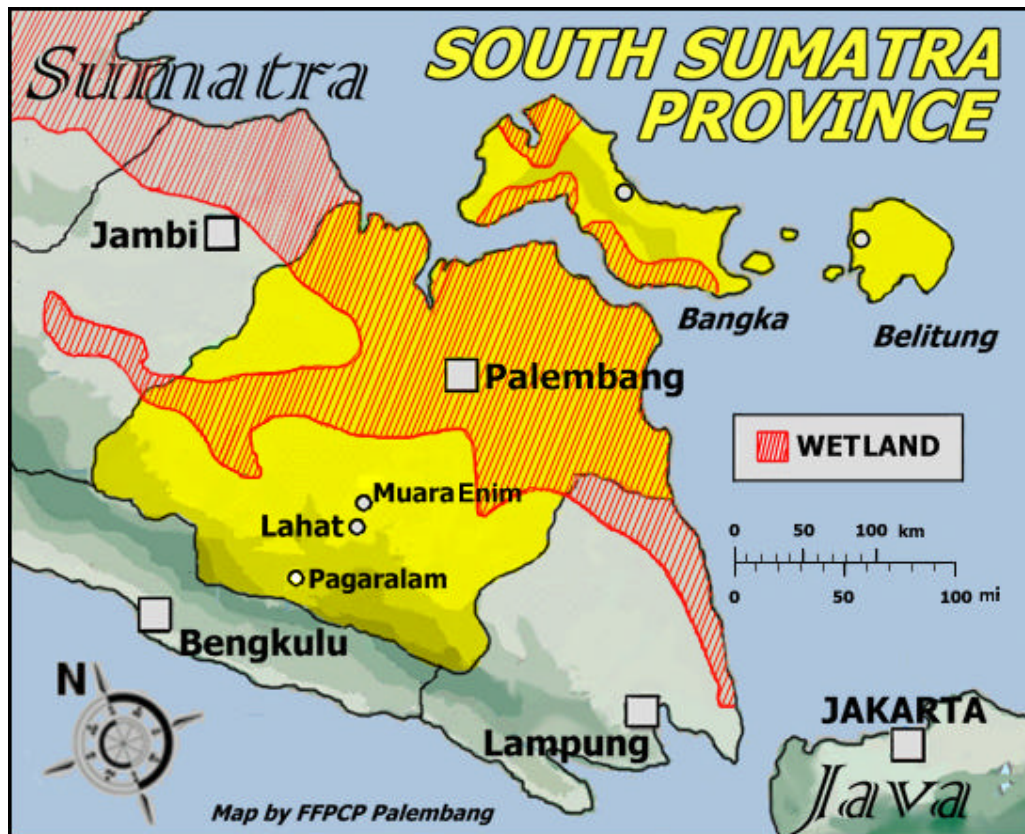 Sumatra
SOUTH SUMATRA
PROVINCE
Jambi
Bangka
Belitung
Palembang
WETLAND
Muara Enim
Lahat
Pagaralam
0 50 100 km
0 50 100 mi
Bengkulu
N
Lampung
JAKARTA
Java
Map by FFPCP Palembang